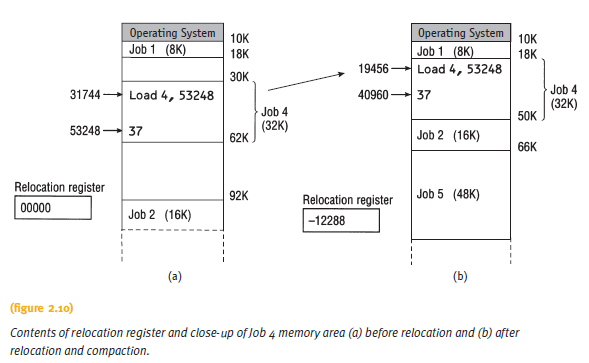 Operating System
10K
Job 1 (8K)
18K
30K
31744
Load 4, 53248
Job 4
(32K)
53248
37
62K
92K
Relocation register
00000
Job 2 (16K)
(a)
Operating System
10K
Job 1 (8K)
18K
19456
Load 4, 53248
40960
37
Job 4
(32K)
50K
Job 2 (16K)
66K
Relocation register
-12288
Job 5 (48K)
(b)
(figure 2.10)
Contents of relocation register and close-up of Job 4 memory area (a) before relocation and (b) after
relocation and compaction.